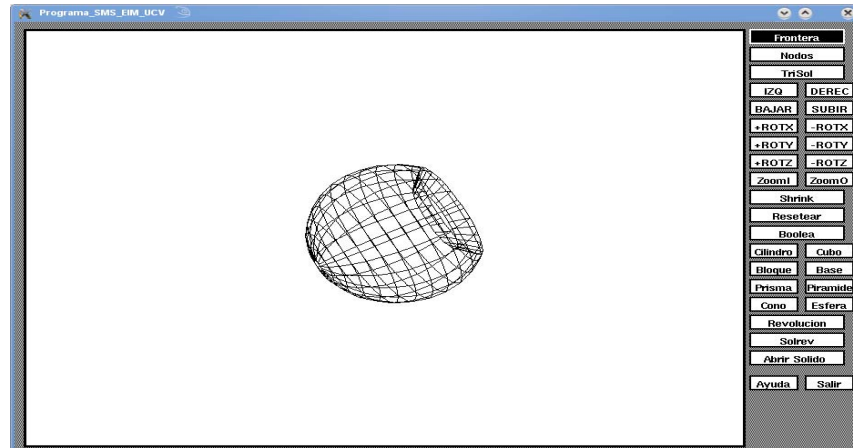 Programa_SMS_EIM_UCV
Frontera
Nodos
TriSol
IZQ DEREC
BAJAR SUBIR
+ROTX -ROTX
+ROTY -ROTY
+ROTZ -ROTZ
ZoomI ZoomO
Shrink
Resetear
Boolea
Cilindro Cubo
Bloque Base
Prisma Piramide
Cono Esfera
Revolucion
Solrev
Abrir Solido
Ayuda Salir